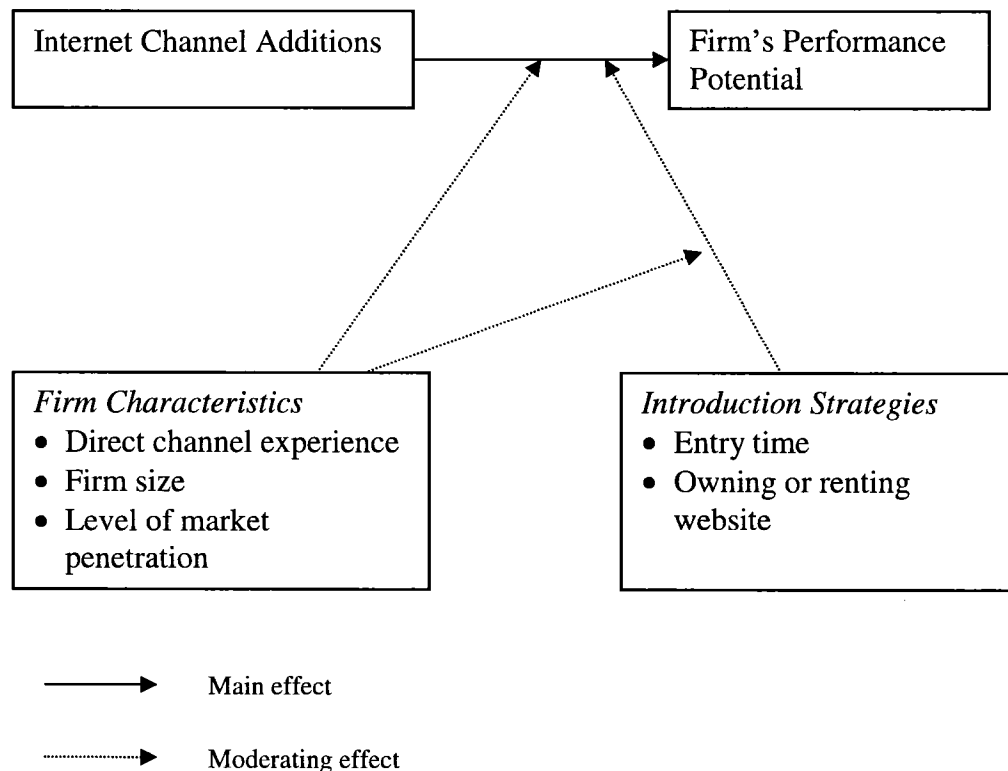 Internet Channel Additions
Firm's Performance
Potential
Firm Characteristics
• Direct channel experience
• Firm size
• Level of market
penetration
Introduction Strategies
• Entry time
• Owning or renting
website
Main effect
Moderating effect